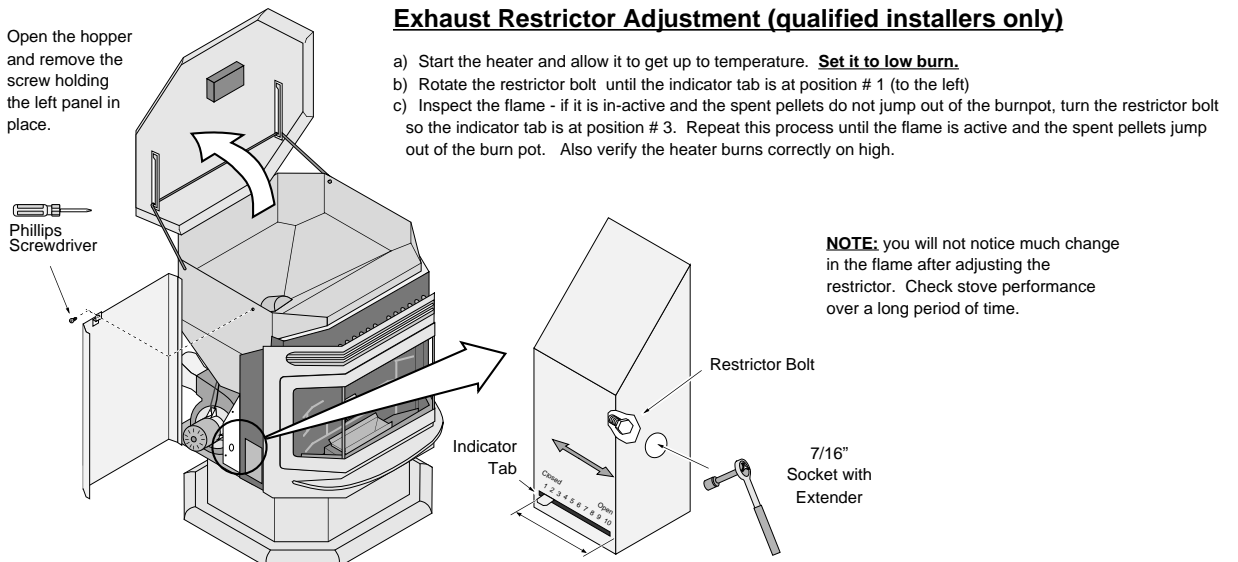 Exhaust Restrictor Adjustment (qualified installers only)
Open the hopper
and remove the
screw holding
the left panel in
place.
a) Start the heater and allow it to get up to temperature. Set it to low burn.
b) Rotate the restrictor bolt until the indicator tab is at position # 1 (to the left)
c) Inspect the flame - if it is in-active and the spent pellets do not jump out of the burnpot, turn the restrictor bolt
so the indicator tab is at position # 3. Repeat this process until the flame is active and the spent pellets jump
out of the burn pot. Also verify the heater burns correctly on high.
Phillips
Screwdriver
NOTE: you will not notice much change
in the flame after adjusting the
restrictor. Check stove performance
over a long period of time.
Restrictor Bolt
Indicator
Tab
Closed
Open
1 2 3 4 5 6 7 8 9 10
7/16”
Socket with
Extender